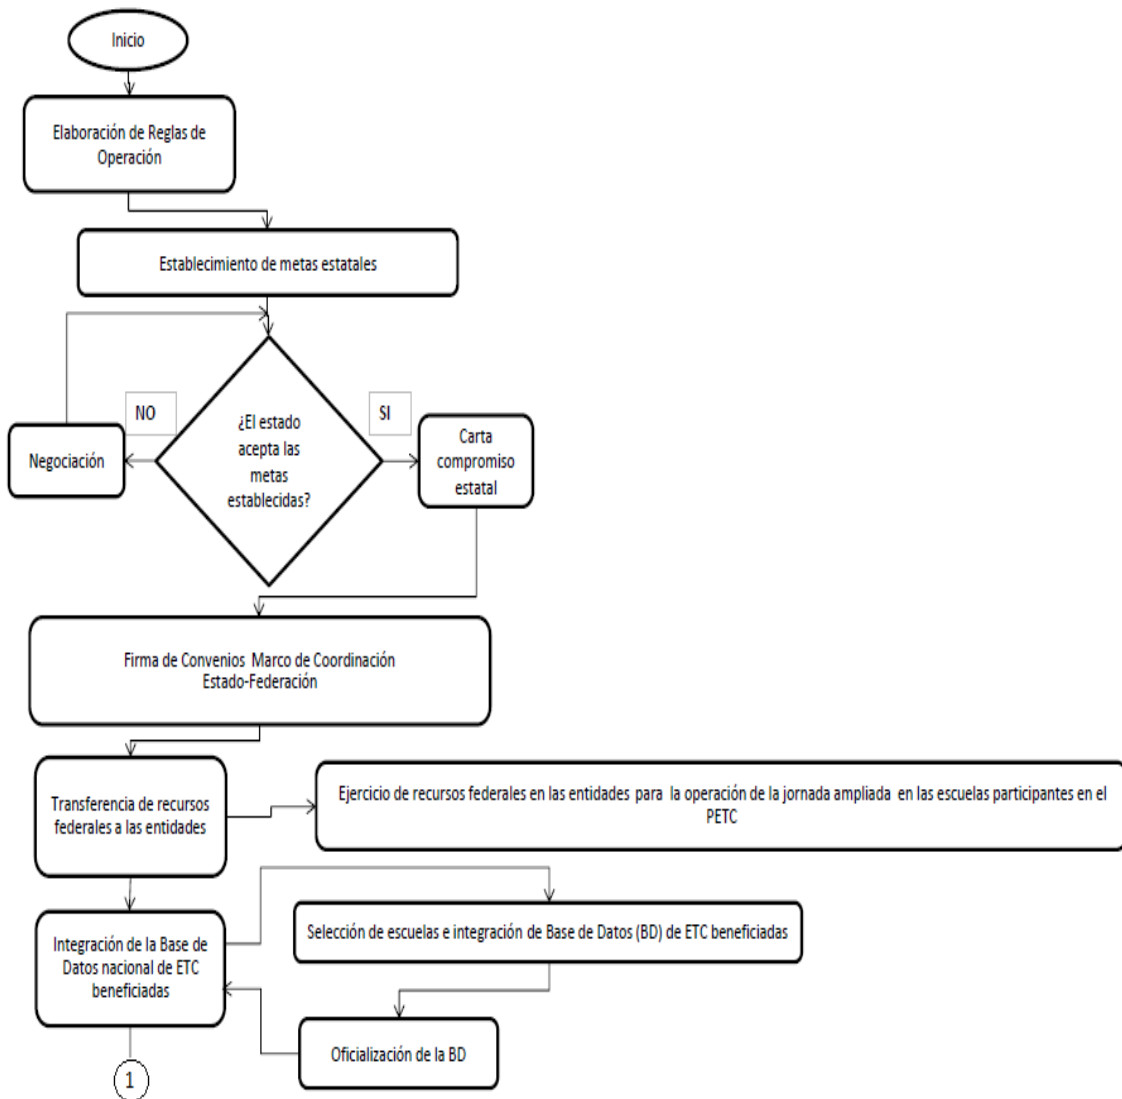 Inicio
Elaboración de Reglas de
Operación
Establecimiento de metas estatales
NO
SI
¿El estado
acepta las
metas
establecidas?
Negociación
Carta
compromiso
estatal
Firma de Convenios Marco de Coordinación
Estado-Federación
Transferencia de recursos
federales a las entidades
Ejercicio de recursos federales en las entidades para la operación de la jornada ampliada en las escuelas participantes en el
PETC
Integración de la Base de
Datos nacional de ETC
beneficiadas
Selección de escuelas e integración de Base de Datos (BD) de ETC beneficiadas
Oficialización de la BD
1